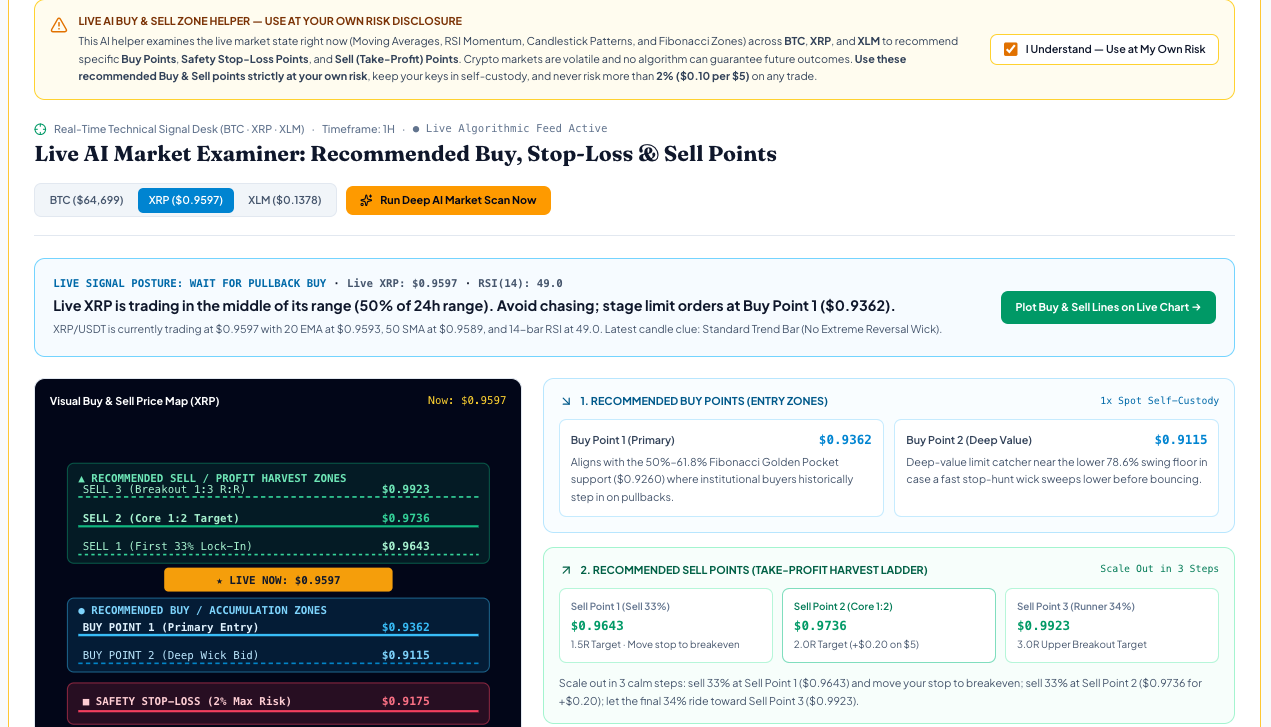 LIVE AI BUY & SELL ZONE HELPER — USE AT YOUR OWN RISK DISCLOSURE
This AI helper examines the live market state right now (Moving Averages, RSI Momentum, Candlestick Patterns, and Fibonacci Zones) across BTC, XRP, and XLM to recommend
specific Buy Points, Safety Stop-Loss Points, and Sell (Take-Profit) Points. Crypto markets are volatile and no algorithm can guarantee future outcomes. Use these
recommended Buy & Sell points strictly at your own risk, keep your keys in self-custody, and never risk more than 2% ($0.10 per $5) on any trade.
I Understand — Use at My Own Risk
Real-Time Technical Signal Desk (BTC · XRP · XLM) · Timeframe: 1H · ● Live Algorithmic Feed Active
Live AI Market Examiner: Recommended Buy, Stop-Loss & Sell Points
BTC ($64,699)
XRP ($0.9597)
XLM ($0.1378)
Run Deep AI Market Scan Now
LIVE SIGNAL POSTURE: WAIT FOR PULLBACK BUY · Live XRP: $0.9597 · RSI(14): 49.0
Live XRP is trading in the middle of its range (50% of 24h range). Avoid chasing; stage limit orders at Buy Point 1 ($0.9362).
XRP/USDT is currently trading at $0.9597 with 20 EMA at $0.9593, 50 SMA at $0.9589, and 14-bar RSI at 49.0. Latest candle clue: Standard Trend Bar (No Extreme Reversal Wick).
Plot Buy & Sell Lines on Live Chart →
Visual Buy & Sell Price Map (XRP)
Now: $0.9597
▲ RECOMMENDED SELL / PROFIT HARVEST ZONES
SELL 3 (Breakout 1:3 R:R) $0.9923
SELL 2 (Core 1:2 Target) $0.9736
SELL 1 (First 33% Lock-In) $0.9643
★ LIVE NOW: $0.9597
● RECOMMENDED BUY / ACCUMULATION ZONES
BUY POINT 1 (Primary Entry) $0.9362
BUY POINT 2 (Deep Wick Bid) $0.9115
■ SAFETY STOP-LOSS (2% Max Risk) $0.9175
1. RECOMMENDED BUY POINTS (ENTRY ZONES)
1x Spot Self-Custody
Buy Point 1 (Primary) $0.9362
Aligns with the 50%-61.8% Fibonacci Golden Pocket
support ($0.9260) where institutional buyers historically
step in on pullbacks.
Buy Point 2 (Deep Value) $0.9115
Deep-value limit catcher near the lower 78.6% swing floor in
case a fast stop-hunt wick sweeps lower before bouncing.
2. RECOMMENDED SELL POINTS (TAKE-PROFIT HARVEST LADDER)
Scale Out in 3 Steps
Sell Point 1 (Sell 33%)
$0.9643
1.5R Target · Move stop to breakeven
Sell Point 2 (Core 1:2)
$0.9736
2.0R Target (+$0.20 on $5)
Sell Point 3 (Runner 34%)
$0.9923
3.0R Upper Breakout Target
Scale out in 3 calm steps: sell 33% at Sell Point 1 ($0.9643) and move your stop to breakeven; sell 33% at Sell Point 2 ($0.9736 for
+$0.20); let the final 34% ride toward Sell Point 3 ($0.9923).